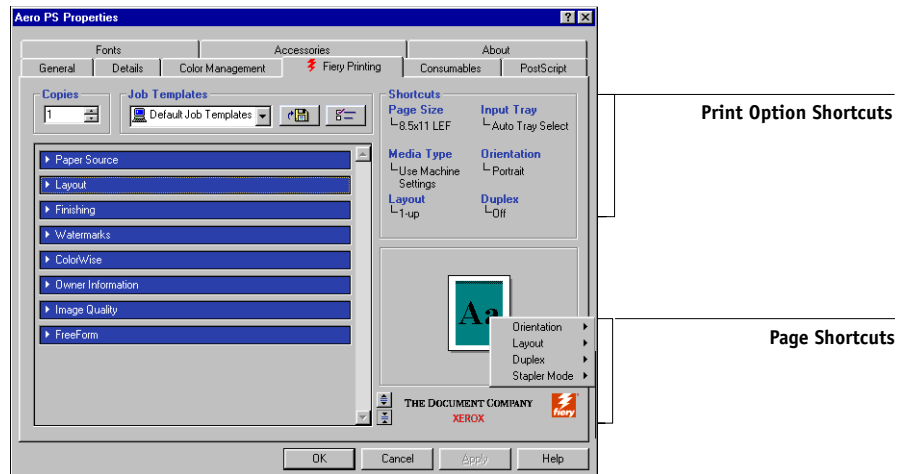 Aero PS Properties
Fonts Accessories About
General Details Color Management Fiery Printing Consumables PostScript
Copies
1
Job Templates
Default Job Templates
Paper Source
Layout
Finishing
Watermarks
ColorWise
Owner Information
Image Quality
FreeForm
Shortcuts
Page Size Input Tray
8.5x11 LEF Auto Tray Select
Media Type Orientation
Use Machine Settings Portrait
Layout Duplex
1-up Off
Aa
Orientation
Layout
Duplex
Stapler Mode
THE DOCUMENT COMPANY
XEROX
fiery
OK Cancel Apply Help
Print Option Shortcuts
Page Shortcuts